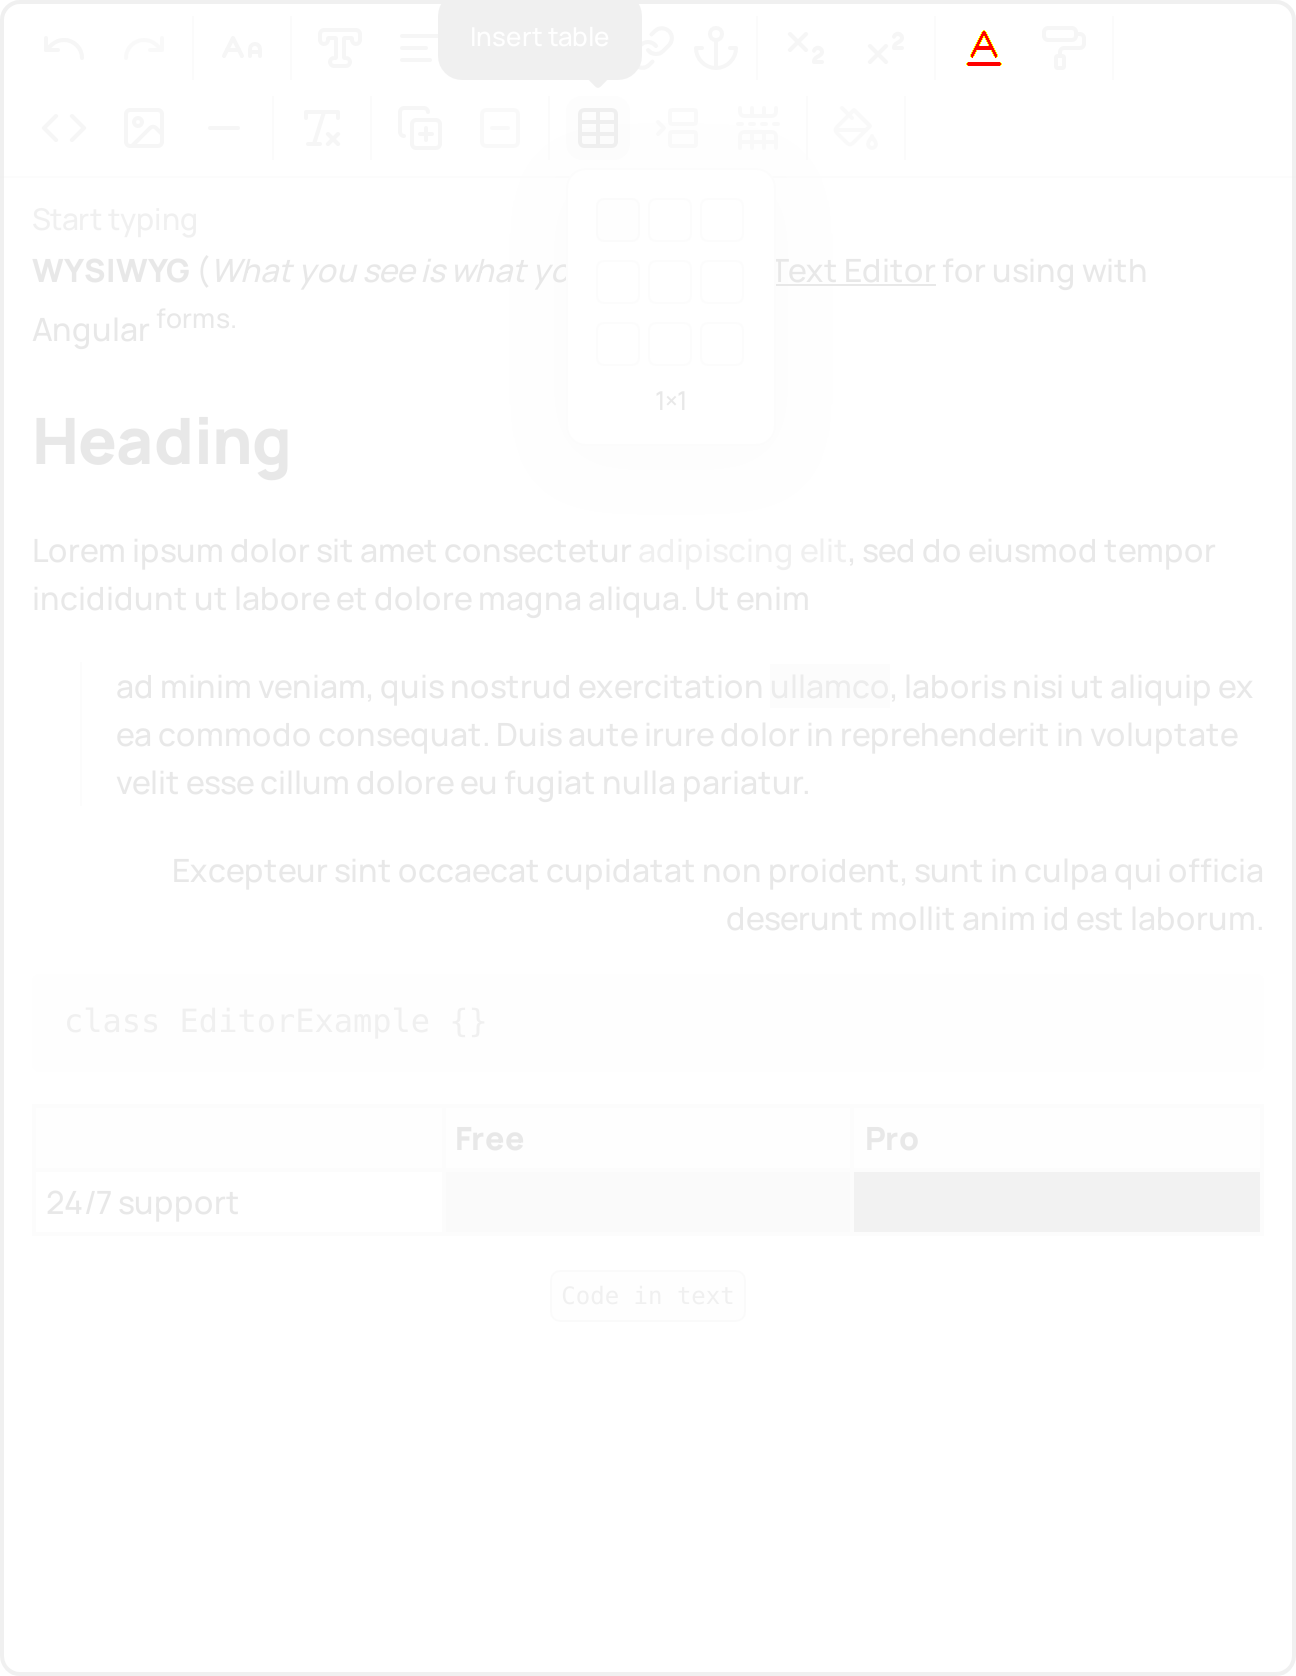 Insert table
Start typing
WYSIWYG (What you see is what yo Text Editor for using with
Angular forms.
1×1
Heading
Lorem ipsum dolor sit amet consectetur adipiscing elit, sed do eiusmod tempor
incididunt ut labore et dolore magna aliqua. Ut enim
ad minim veniam, quis nostrud exercitation ullamco, laboris nisi ut aliquip ex
ea commodo consequat. Duis aute irure dolor in reprehenderit in voluptate
velit esse cillum dolore eu fugiat nulla pariatur.
Excepteur sint occaecat cupidatat non proident, sunt in culpa qui officia
deserunt mollit anim id est laborum.
class EditorExample {}
Free Pro
24/7 support
Code in text